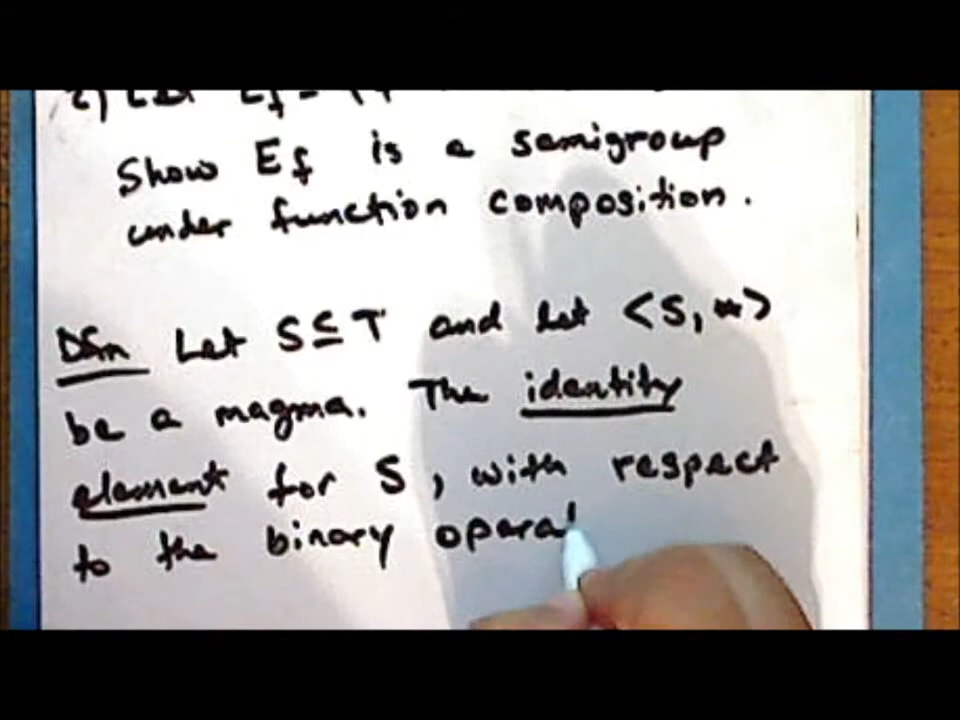 Show Ef is a semigroup
under function composition.
Dfn Let S ⊆ T and let <S, *>
be a magma. The identity
element for S, with respect
to the binary operat